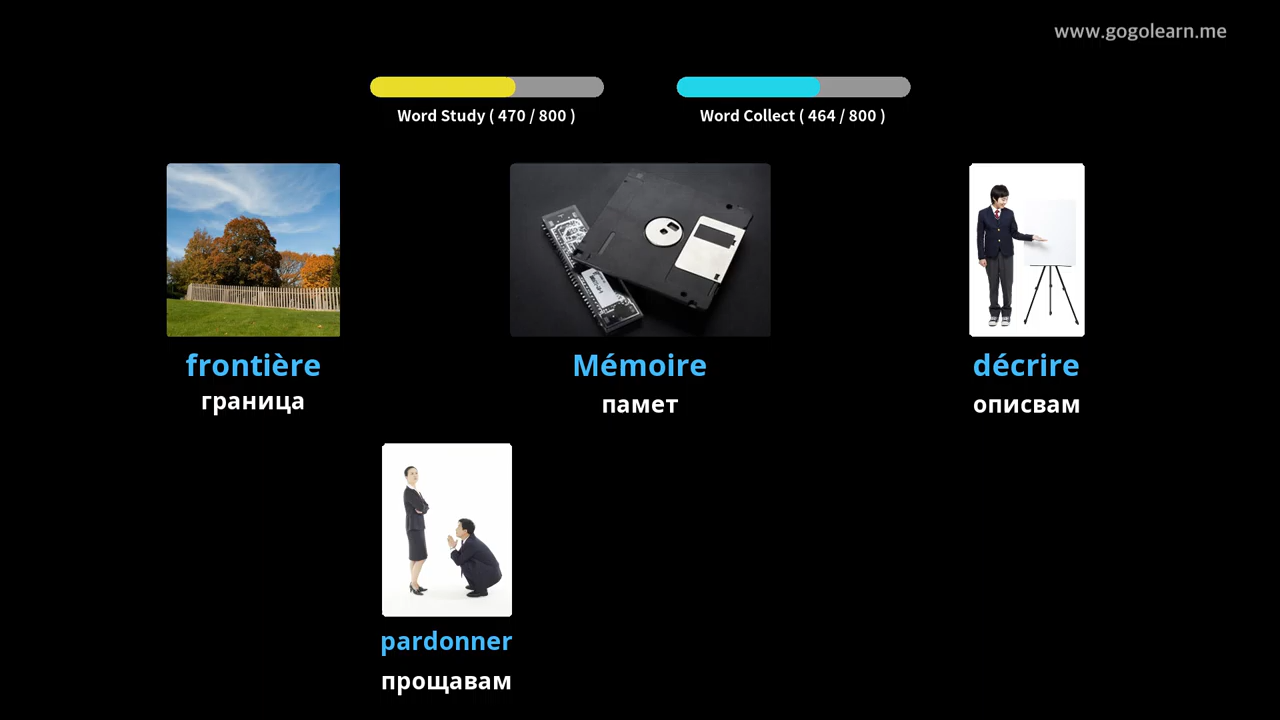 www.gogolearn.me
Word Study ( 470 / 800 )
Word Collect ( 464 / 800 )
frontière
граница
Mémoire
памет
décrire
описвам
pardonner
прощавам